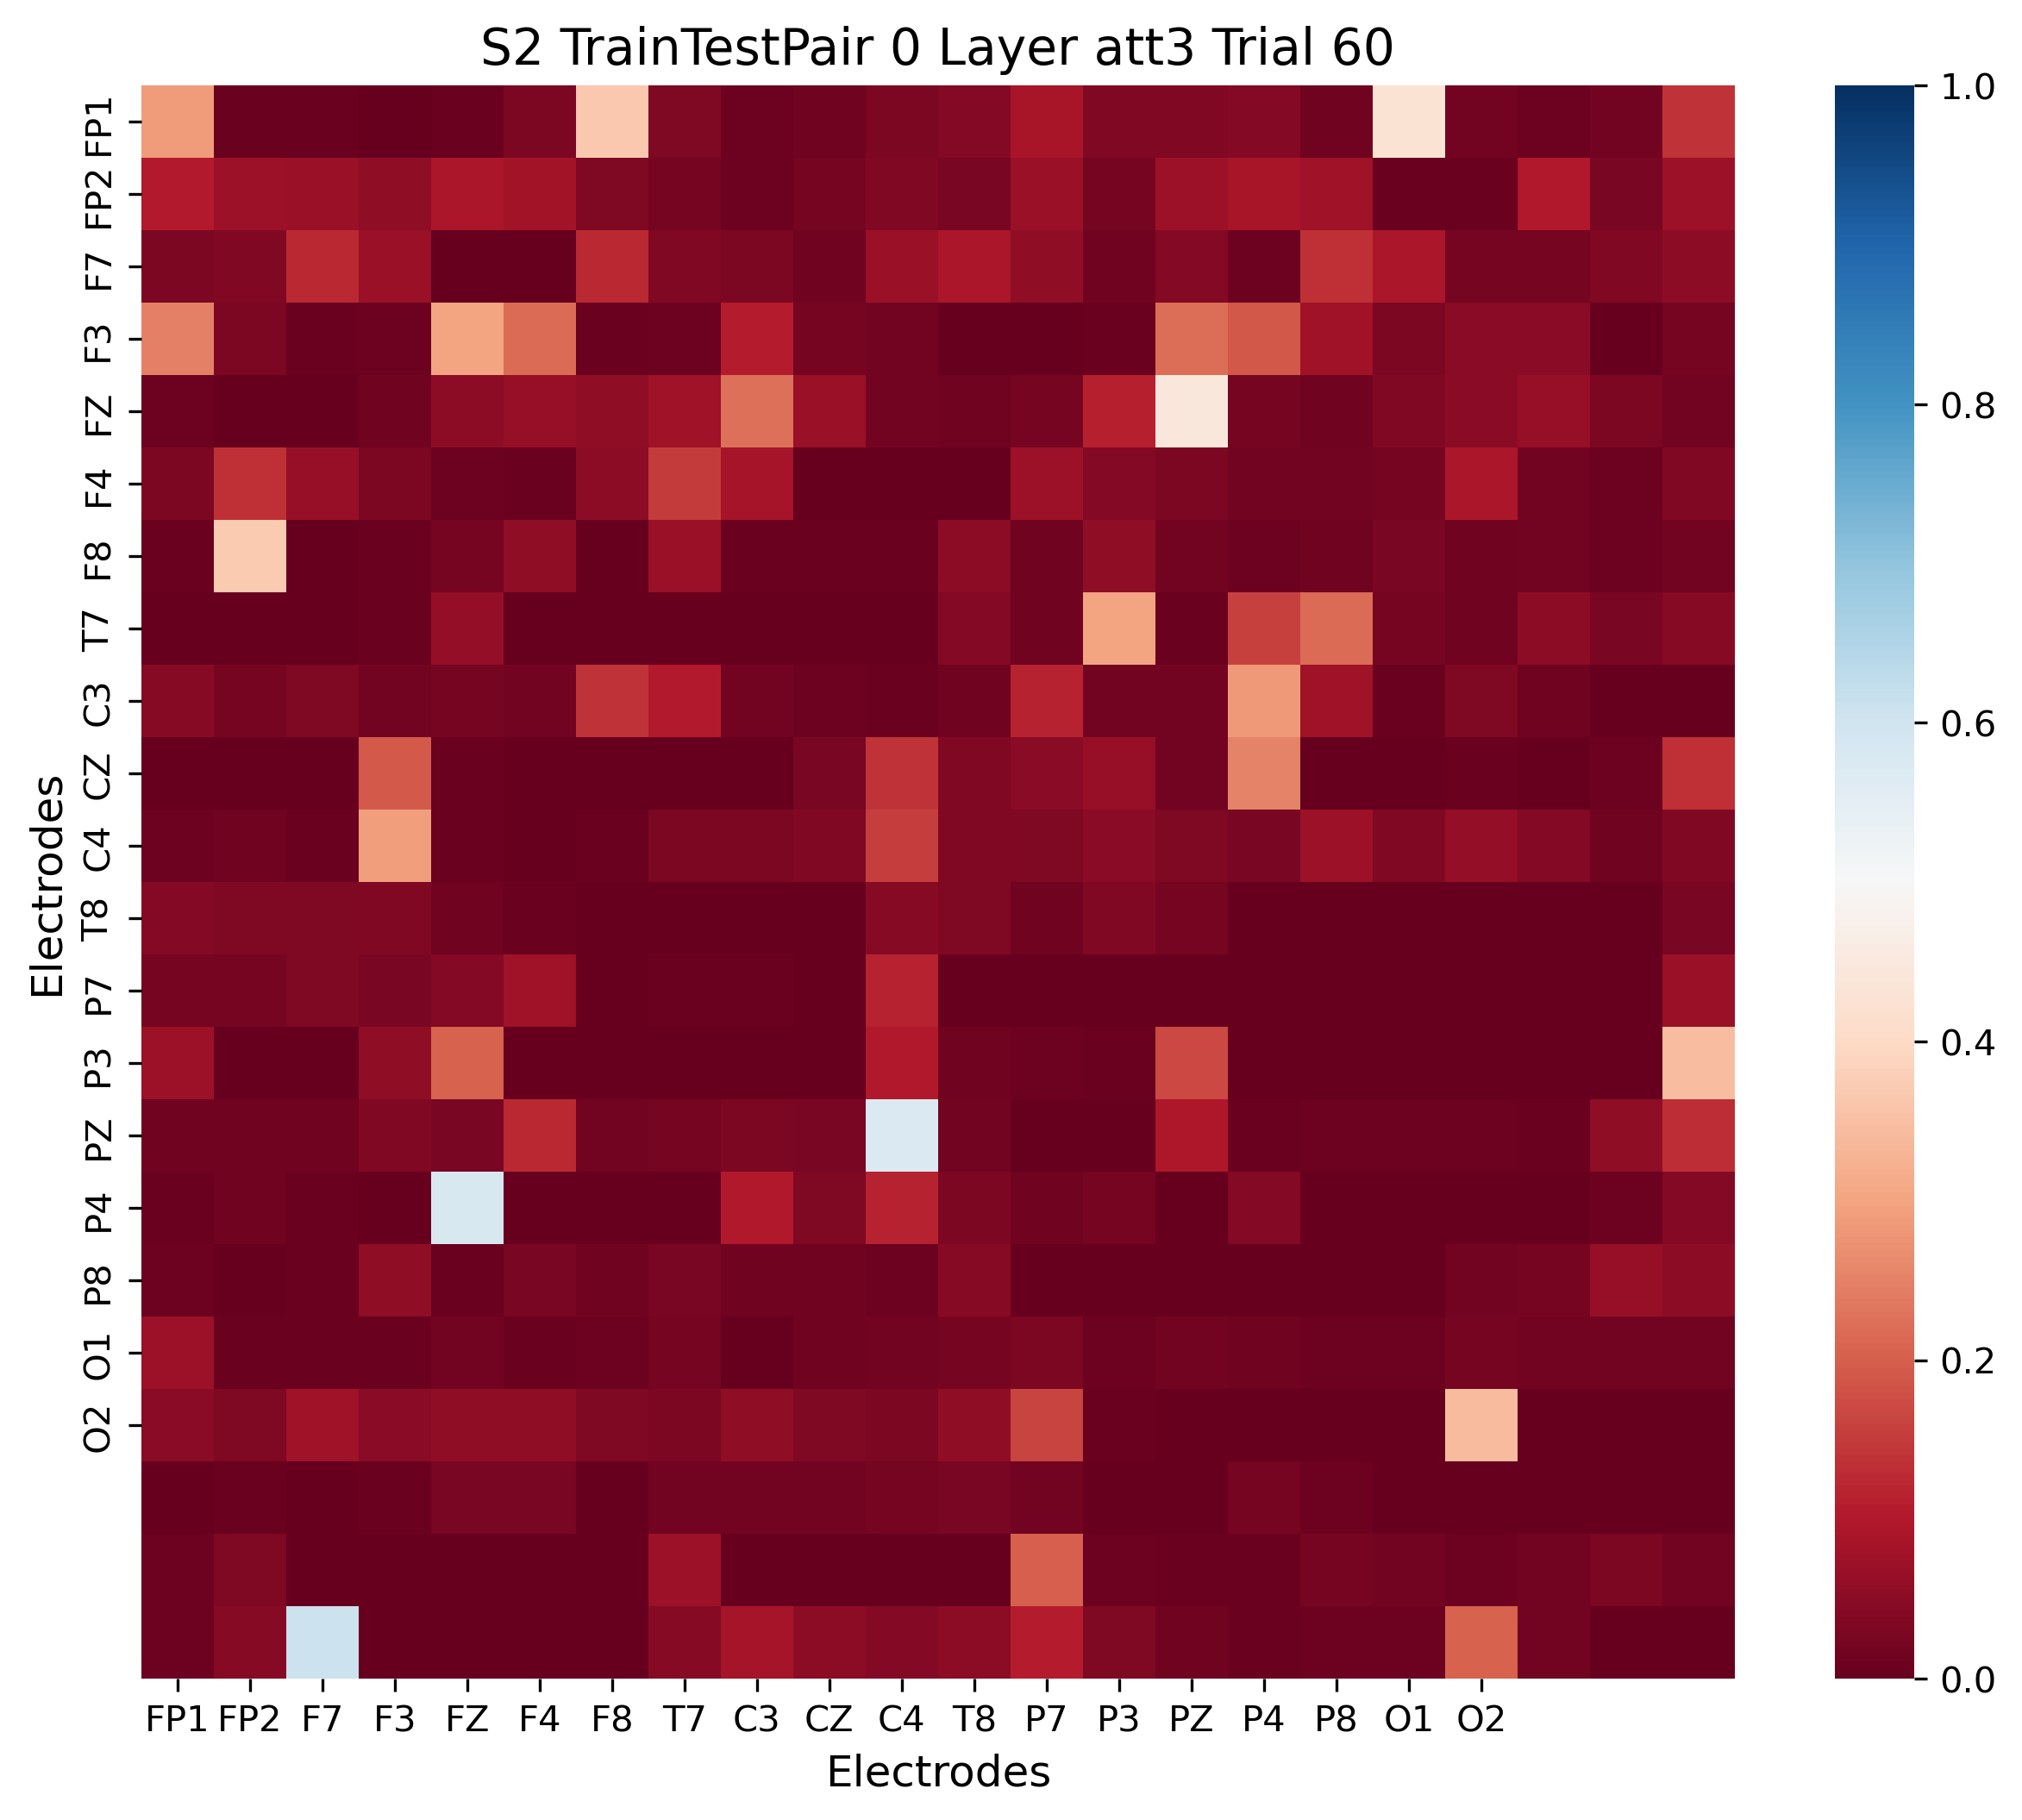 S2 TrainTestPair 0 Layer att3 Trial 60
Electrodes
FP1
FP2
F7
F3
FZ
F4
F8
T7
C3
CZ
C4
T8
P7
P3
PZ
P4
P8
O1
O2
FP1 FP2 F7 F3 FZ F4 F8 T7 C3 CZ C4 T8 P7 P3 PZ P4 P8 O1 O2
Electrodes
1.0
0.8
0.6
0.4
0.2
0.0